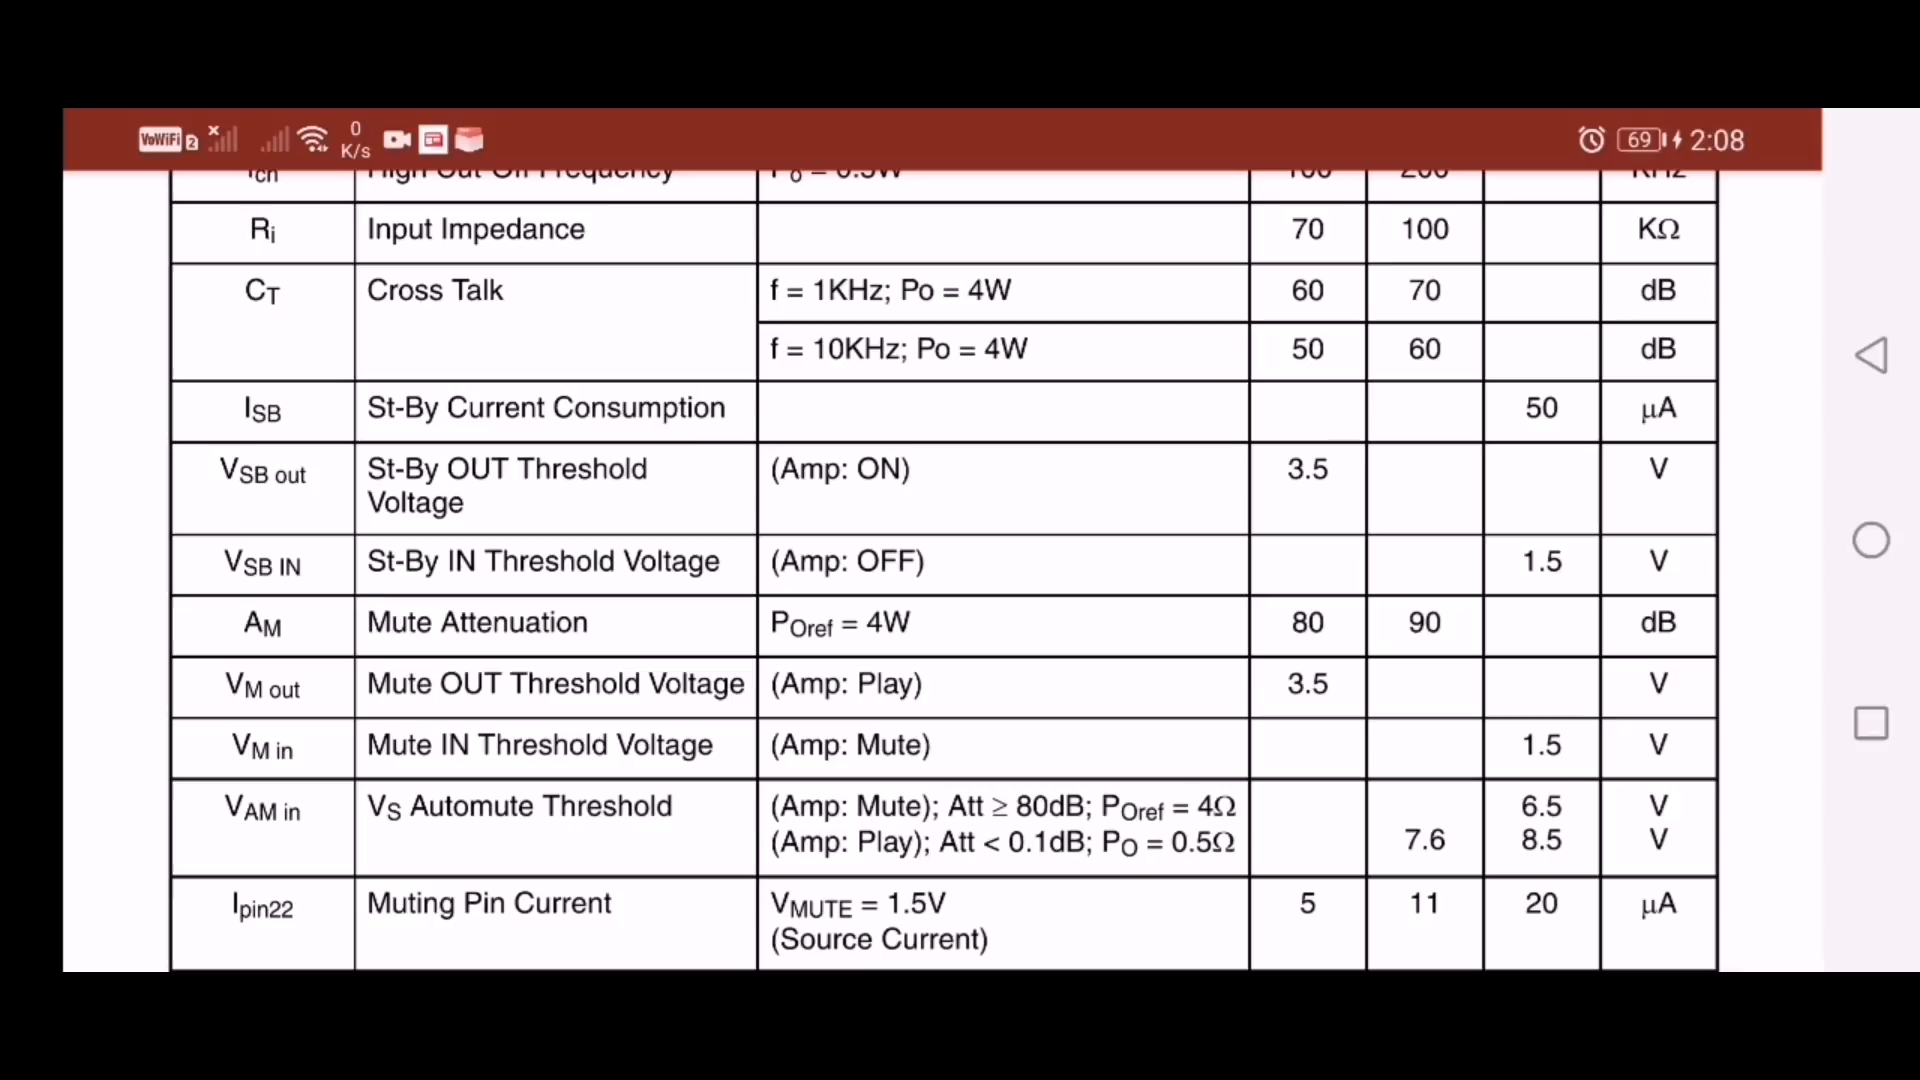 VoWiFi 2 0 K/s 69 2:08
Ri Input Impedance 70 100 KΩ
CT Cross Talk f = 1KHz; Po = 4W 60 70 dB
f = 10KHz; Po = 4W 50 60 dB
ISB St-By Current Consumption 50 μA
VSB out St-By OUT Threshold (Amp: ON) 3.5 V
Voltage
VSB IN St-By IN Threshold Voltage (Amp: OFF) 1.5 V
AM Mute Attenuation POref = 4W 80 90 dB
VM out Mute OUT Threshold Voltage (Amp: Play) 3.5 V
VM in Mute IN Threshold Voltage (Amp: Mute) 1.5 V
VAM in VS Automute Threshold (Amp: Mute); Att ≥ 80dB; POref = 4Ω 6.5 V
(Amp: Play); Att < 0.1dB; PO = 0.5Ω 7.6 8.5 V
Ipin22 Muting Pin Current VMUTE = 1.5V 5 11 20 μA
(Source Current)